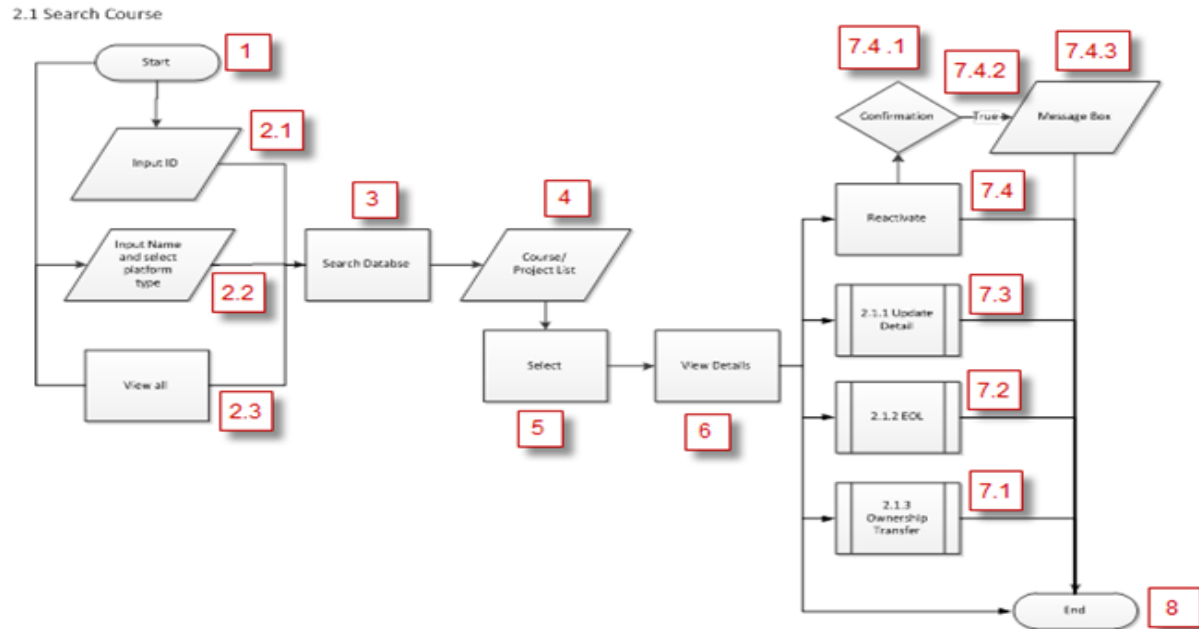 2.1 Search Course
Start
1
Input ID
2.1
Input Name
and select
platform
type
2.2
View all
2.3
Search Databse
3
Course/
Project List
4
Select
5
View Details
6
Confirmation
7.4 .1
True
7.4.2
Message Box
7.4.3
Reactivate
7.4
2.1.1 Update
Detail
7.3
2.1.2 EOL
7.2
2.1.3
Ownership
Transfer
7.1
End
8